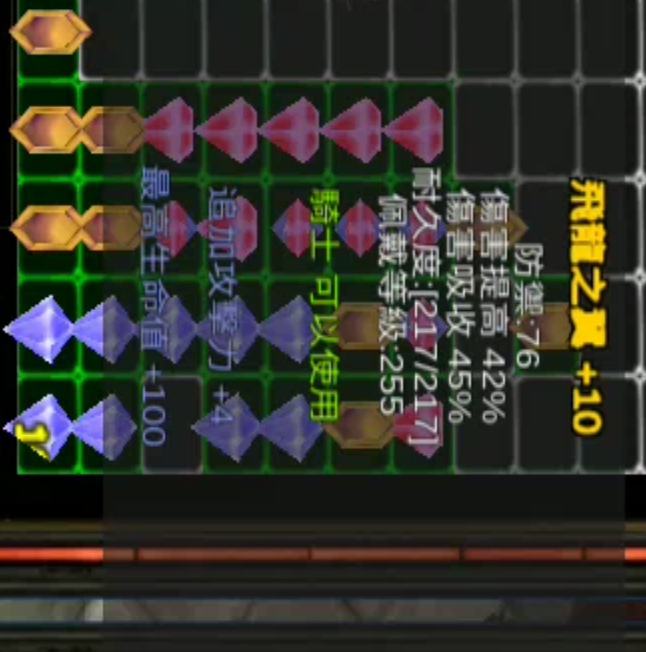 飛龍之翼 +10
防禦:76
傷害提高 42%
傷害吸收 45%
耐久度:[217/217]
佩戴等級:255
騎士 可以使用
追加攻擊力 +4
最高生命值 +100
1